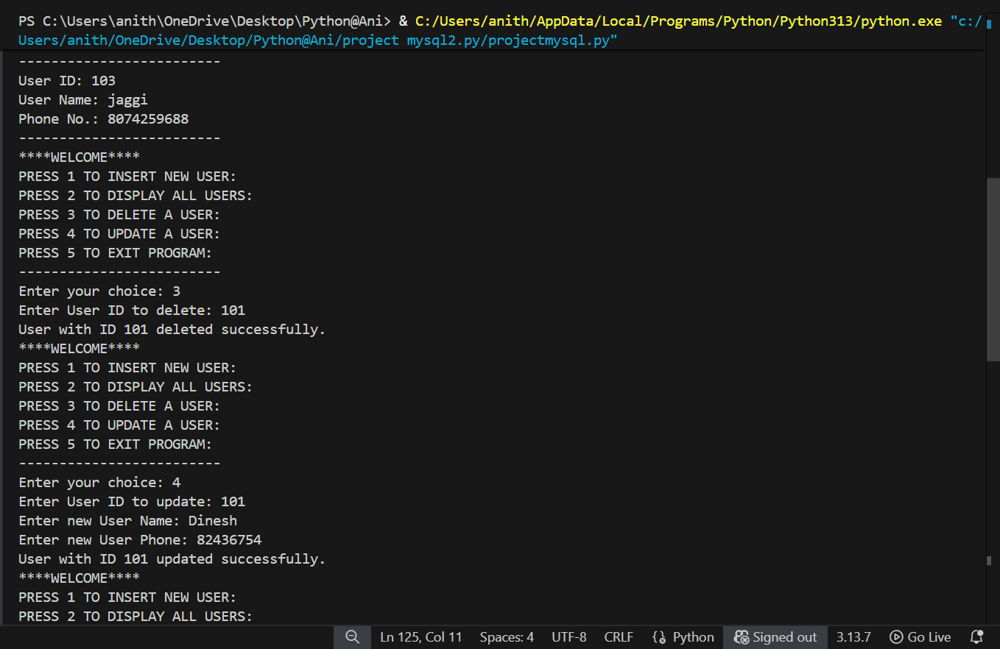 PS C:\Users\anith\OneDrive\Desktop\Python@Ani> & C:/Users/anith/AppData/Local/Programs/Python/Python313/python.exe "c:/
Users/anith/OneDrive/Desktop/Python@Ani/project mysql2.py/projectmysql.py"
-------------------------
User ID: 103
User Name: jaggi
Phone No.: 8074259688
-------------------------
****WELCOME****
PRESS 1 TO INSERT NEW USER:
PRESS 2 TO DISPLAY ALL USERS:
PRESS 3 TO DELETE A USER:
PRESS 4 TO UPDATE A USER:
PRESS 5 TO EXIT PROGRAM:
-------------------------
Enter your choice: 3
Enter User ID to delete: 101
User with ID 101 deleted successfully.
****WELCOME****
PRESS 1 TO INSERT NEW USER:
PRESS 2 TO DISPLAY ALL USERS:
PRESS 3 TO DELETE A USER:
PRESS 4 TO UPDATE A USER:
PRESS 5 TO EXIT PROGRAM:
-------------------------
Enter your choice: 4
Enter User ID to update: 101
Enter new User Name: Dinesh
Enter new User Phone: 82436754
User with ID 101 updated successfully.
****WELCOME****
PRESS 1 TO INSERT NEW USER:
PRESS 2 TO DISPLAY ALL USERS:
Ln 125, Col 11 Spaces: 4 UTF-8 CRLF Python Signed out 3.13.7 Go Live